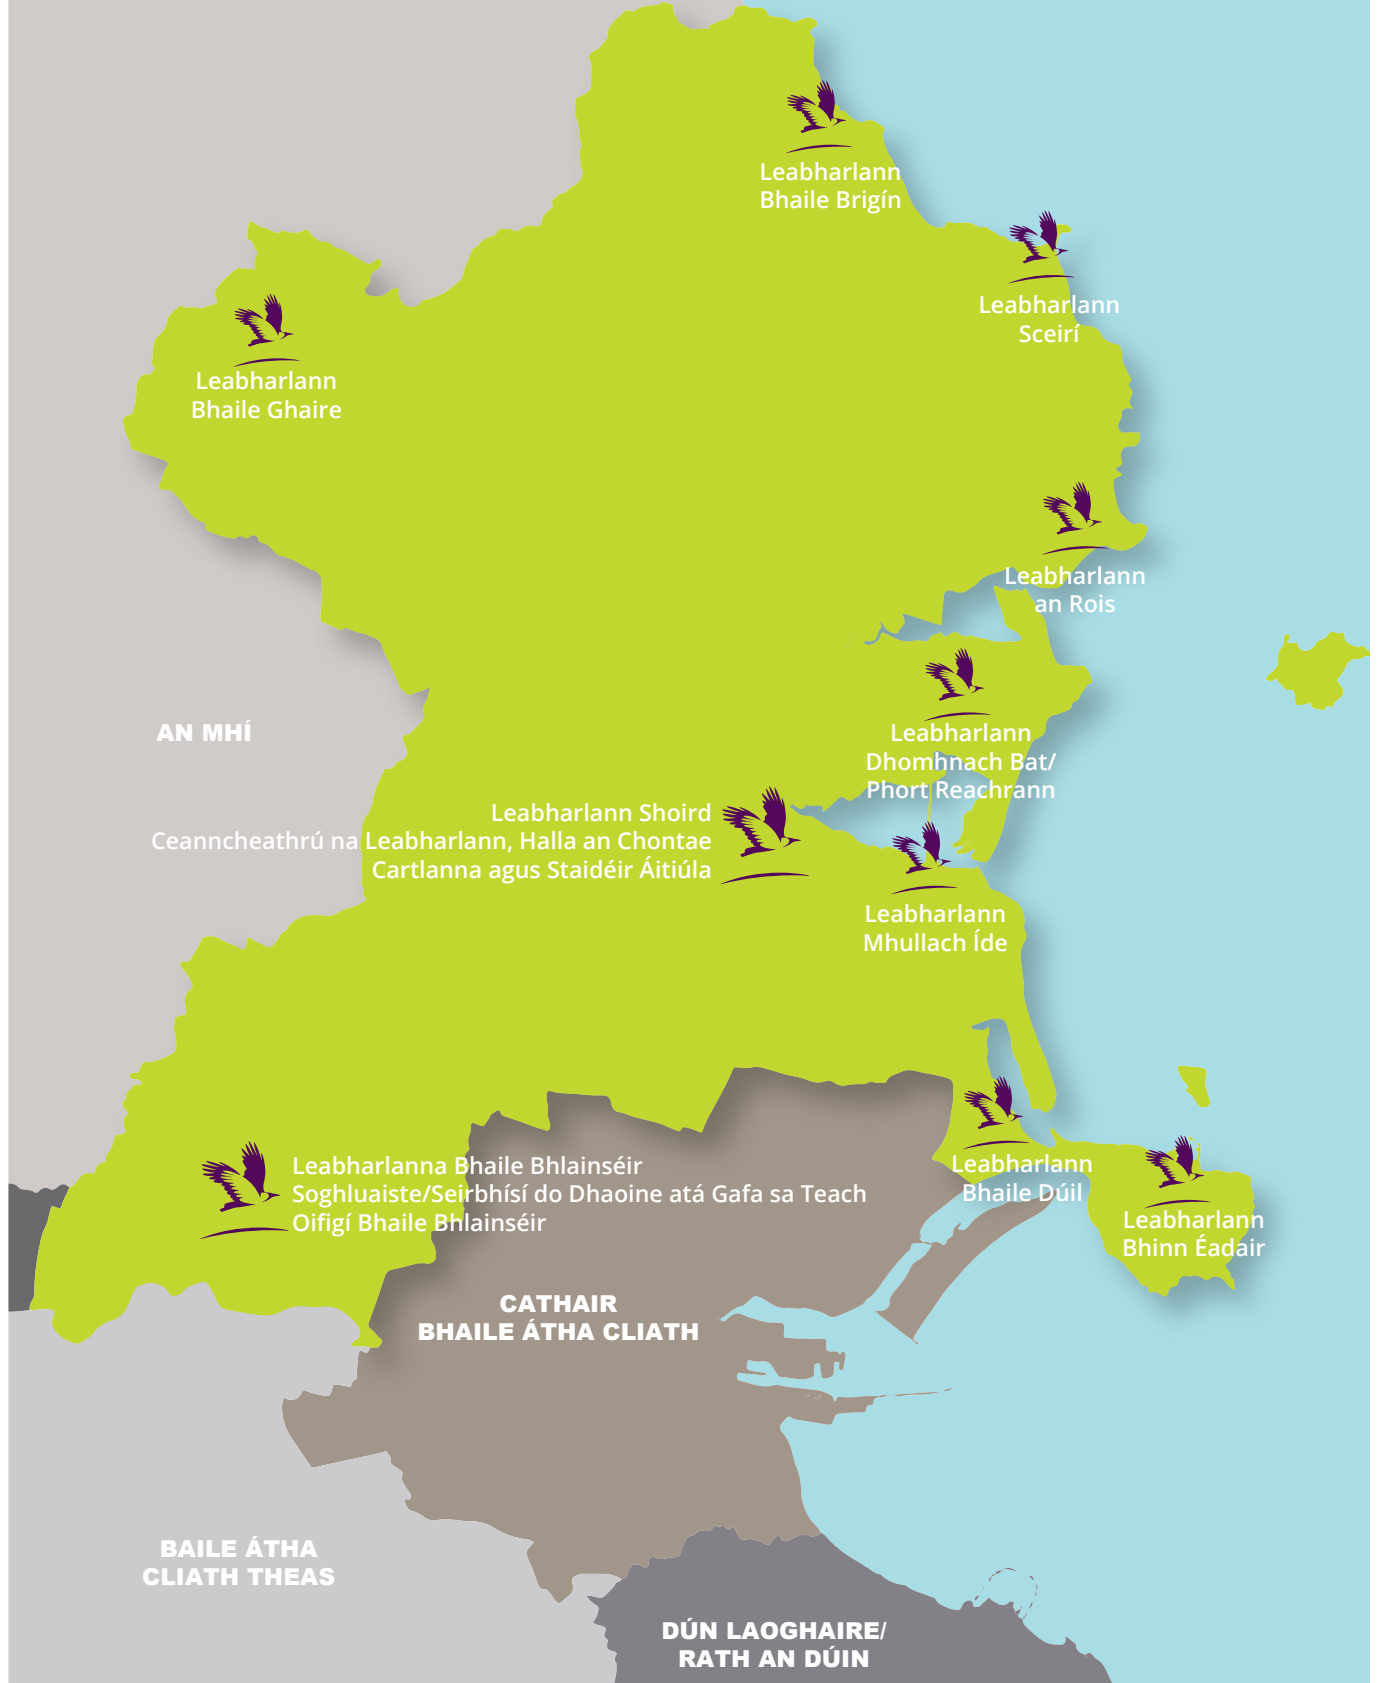 Leabharlann
Bhaile Brigín
Leabharlann
Sceirí
Leabharlann
Bhaile Ghaire
Leabharlann
an Rois
AN MHÍ
Leabharlann
Dhomhnach Bat/
Phort Reachrann
Leabharlann Shoird
Ceanncheathrú na Leabharlann, Halla an Chontae
Cartlanna agus Staidéir Áitiúla
Leabharlann
Mhullach Íde
Leabharlanna Bhaile Bhlainséir
Soghluaiste/Seirbhísí do Dhaoine atá Gafa sa Teach
Oifigí Bhaile Bhlainséir
Leabharlann
Bhaile Dúil
Leabharlann
Bhinn Éadair
CATHAIR
BHAILE ÁTHA CLIATH
BAILE ÁTHA
CLIATH THEAS
DÚN LAOGHAIRE/
RATH AN DÚIN